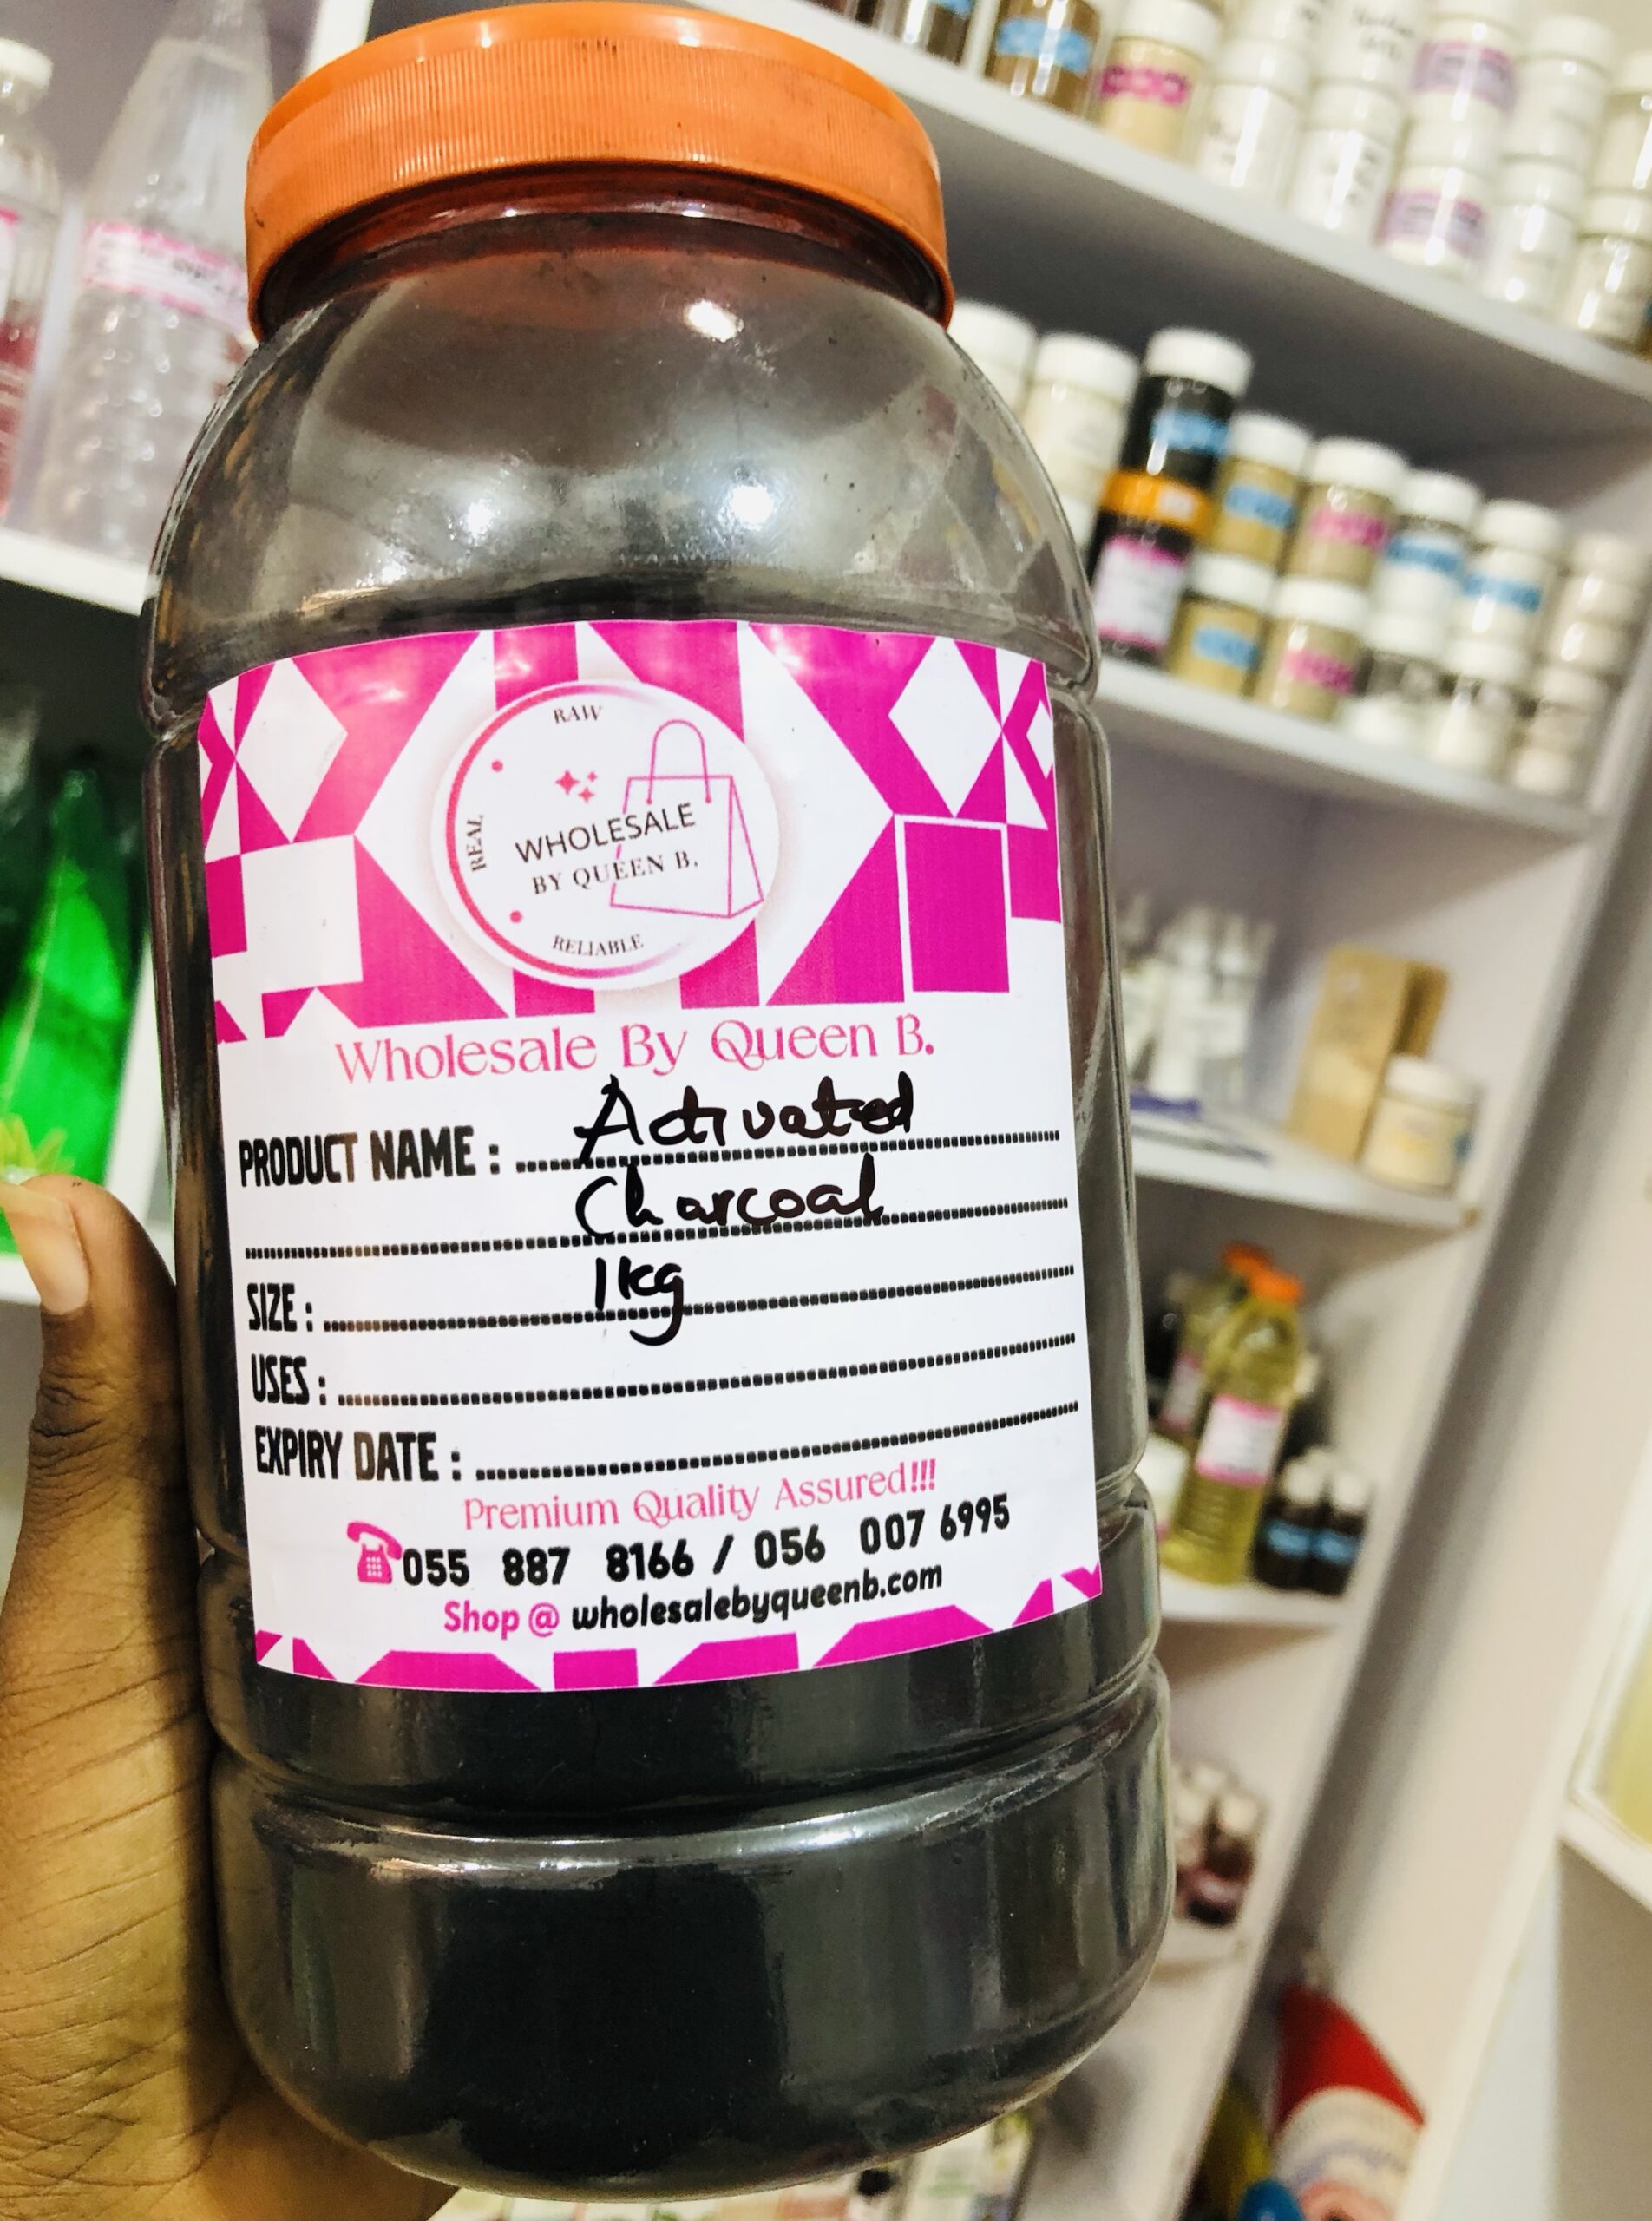 RAW
REAL
WHOLESALE
BY QUEEN B.
RELIABLE
Wholesale By Queen B.
PRODUCT NAME : Activated
Charcoal
SIZE : 1kg
USES :
EXPIRY DATE :
Premium Quality Assured!!!
055 887 8166 / 056 007 6995
Shop @ wholesalebyqueenb.com